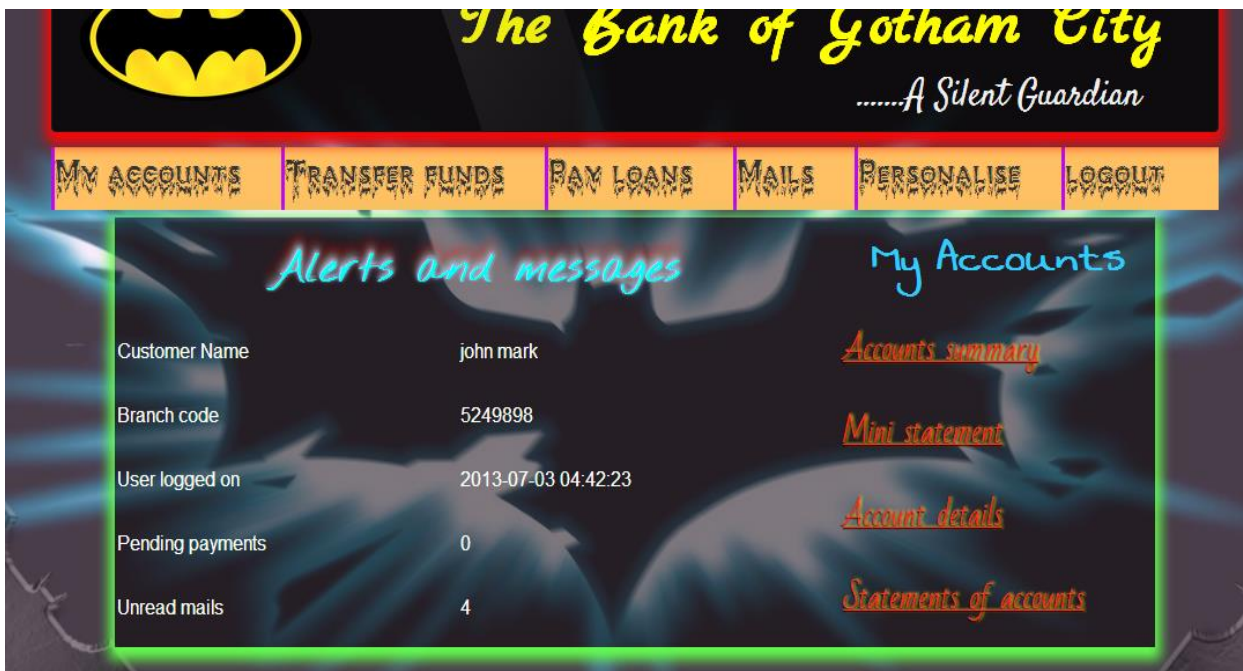 The Bank of Gotham City
.......A Silent Guardian
My accounts Transfer funds Pay loans Mails Personalise logout
Alerts and messages
Customer Name john mark
Branch code 5249898
User logged on 2013-07-03 04:42:23
Pending payments 0
Unread mails 4
My Accounts
Accounts summary
Mini statement
Account details
Statements of accounts